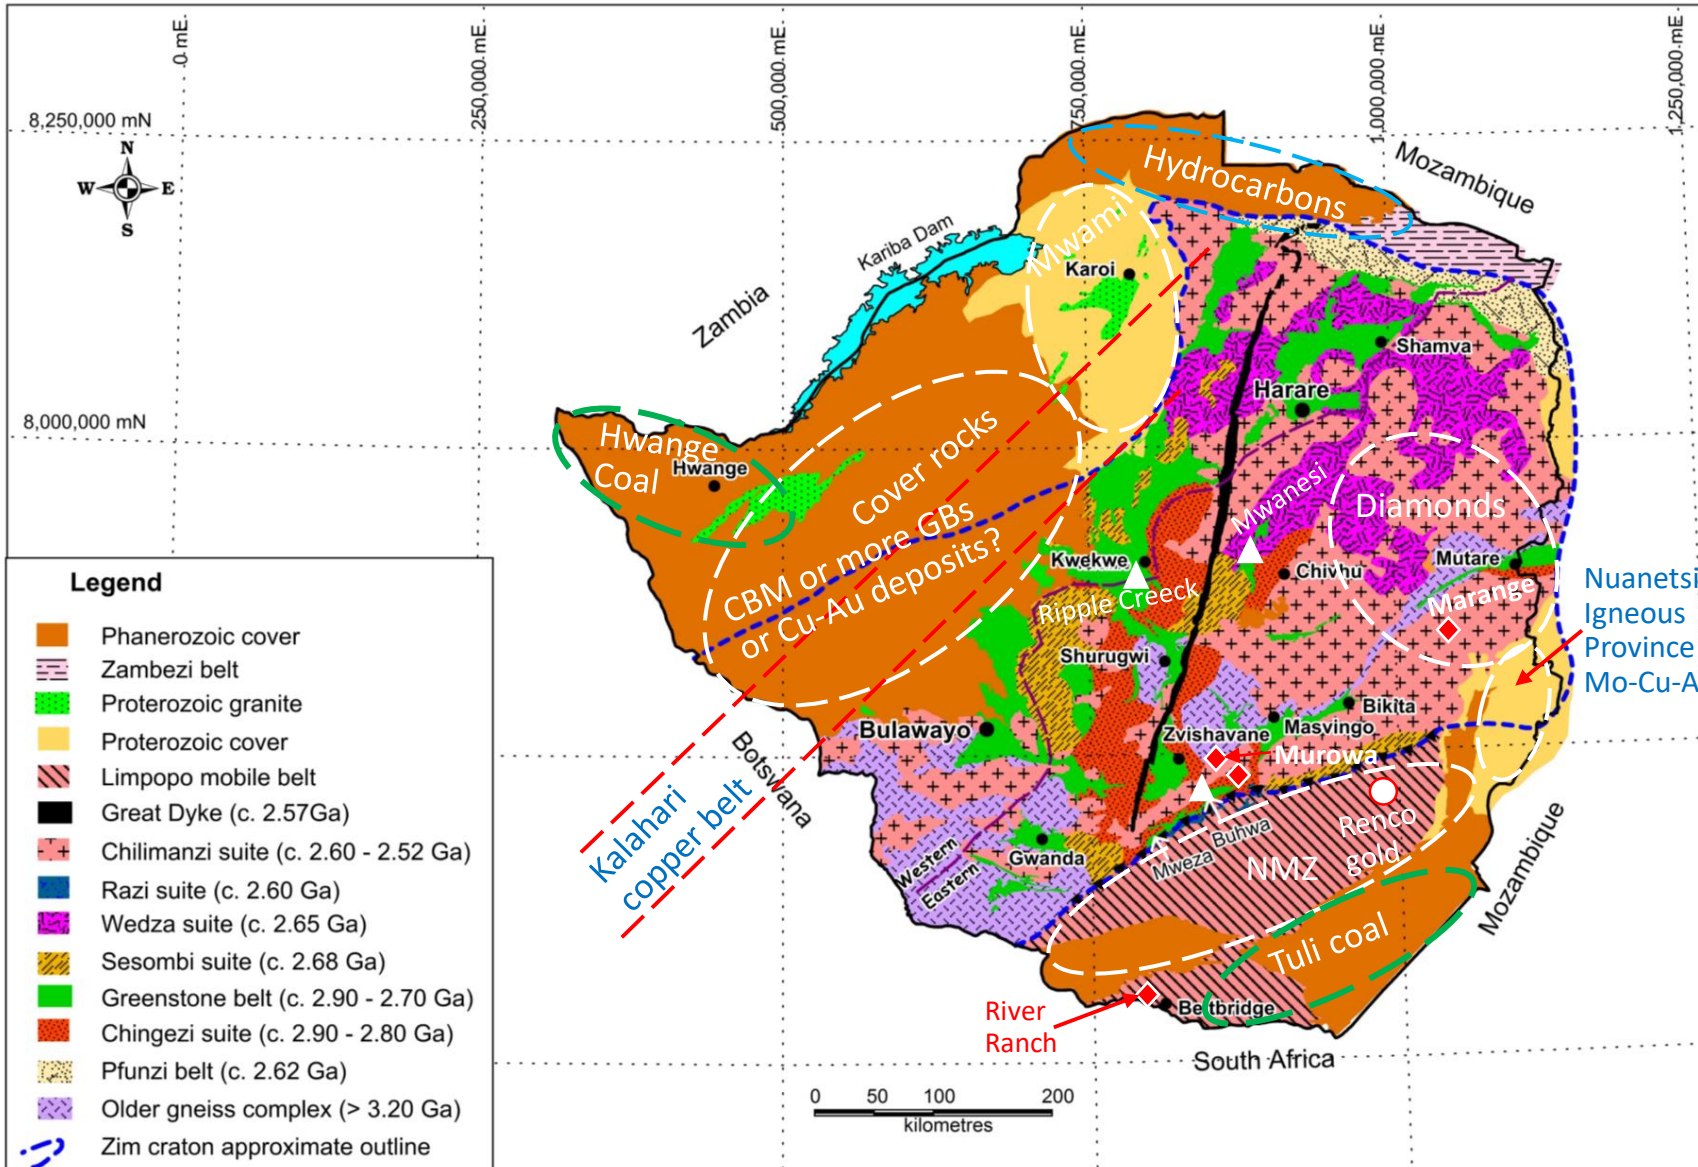 0 mE
250,000 mE
500,000 mE
750,000 mE
1,000,000 mE
1,250,000 mE
8,250,000 mN
8,000,000 mN
N
W
E
S
Mozambique
Hydrocarbons
Mwami
Karoi
Kariba Dam
Zambia
Shamva
Harare
Hwange
Coal
Hwange
Cover rocks
CBM or more GBs
or Cu-Au deposits?
Mwanesi
Diamonds
Kwekwe
Ripple Creeck
Chivhu
Mutare
Marange
Nuanetsi
Igneous
Province
Mo-Cu-A
Shurugwi
Bikita
Masvingo
Zvishavane
Murowa
Bulawayo
Botswana
Kalahari
copper belt
Western
Eastern
Gwanda
Mweza
Buhwa
NMZ
Renco
gold
Mozambique
Tuli coal
River
Ranch
Beitbridge
South Africa
0 50 100 200
kilometres
Legend
Phanerozoic cover
Zambezi belt
Proterozoic granite
Proterozoic cover
Limpopo mobile belt
Great Dyke (c. 2.57Ga)
Chilimanzi suite (c. 2.60 - 2.52 Ga)
Razi suite (c. 2.60 Ga)
Wedza suite (c. 2.65 Ga)
Sesombi suite (c. 2.68 Ga)
Greenstone belt (c. 2.90 - 2.70 Ga)
Chingezi suite (c. 2.90 - 2.80 Ga)
Pfunzi belt (c. 2.62 Ga)
Older gneiss complex (> 3.20 Ga)
Zim craton approximate outline